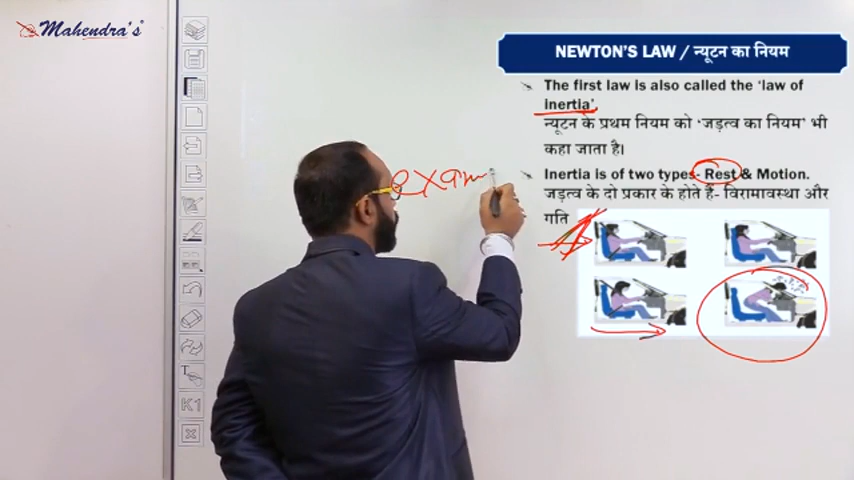 Mahendra's
NEWTON'S LAW / न्यूटन का नियम
The first law is also called the 'law of
inertia'.
न्यूटन के प्रथम नियम को 'जड़त्व का नियम' भी
कहा जाता है।
Inertia is of two types- Rest & Motion.
जड़त्व के दो प्रकार के होते है- विरामावस्था और
गति
exam
T
K1